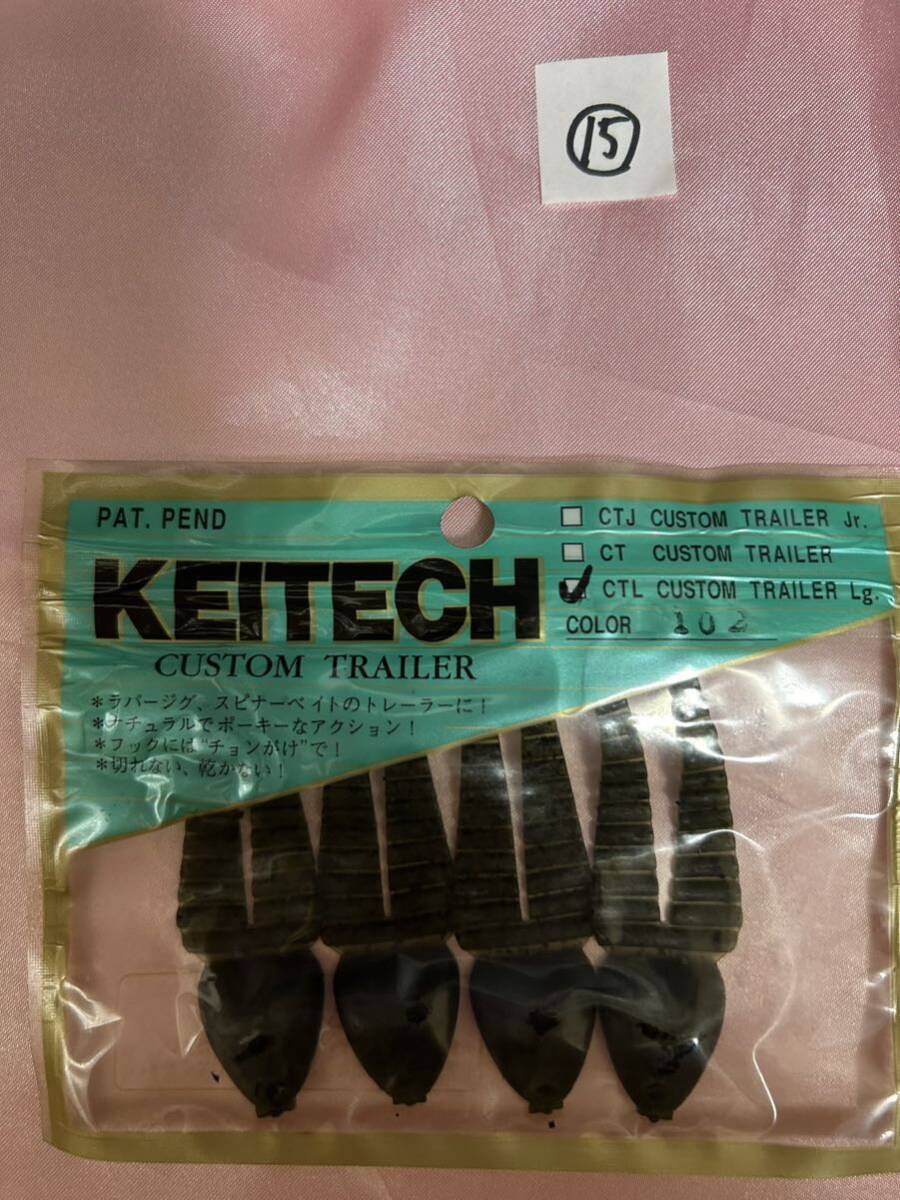 ⑮
PAT. PEND
KEITECH
CUSTOM TRAILER
＊ラバージグ、スピナーベイトのトレーラーに！
＊ナチュラルでポーキーなアクション！
＊フックには“チョンがけ”で！
＊切れない、乾かない！
CTJ CUSTOM TRAILER Jr.
CT CUSTOM TRAILER
CTL CUSTOM TRAILER Lg.
COLOR 102